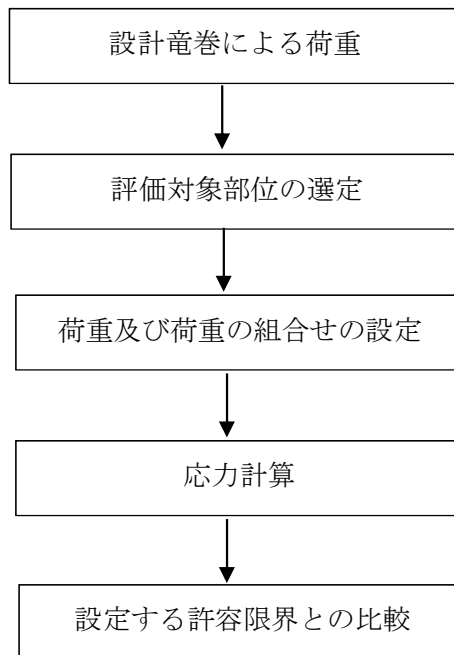 設計竜巻による荷重
評価対象部位の選定
荷重及び荷重の組合せの設定
応力計算
設定する許容限界との比較